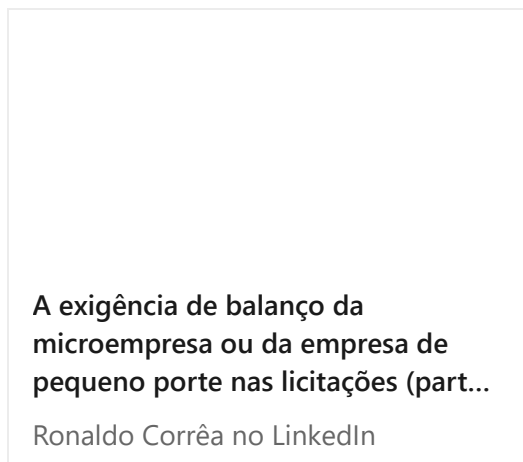 A exigência de balanço da
microempresa ou da empresa de
pequeno porte nas licitações (part...
Ronaldo Corrêa no LinkedIn